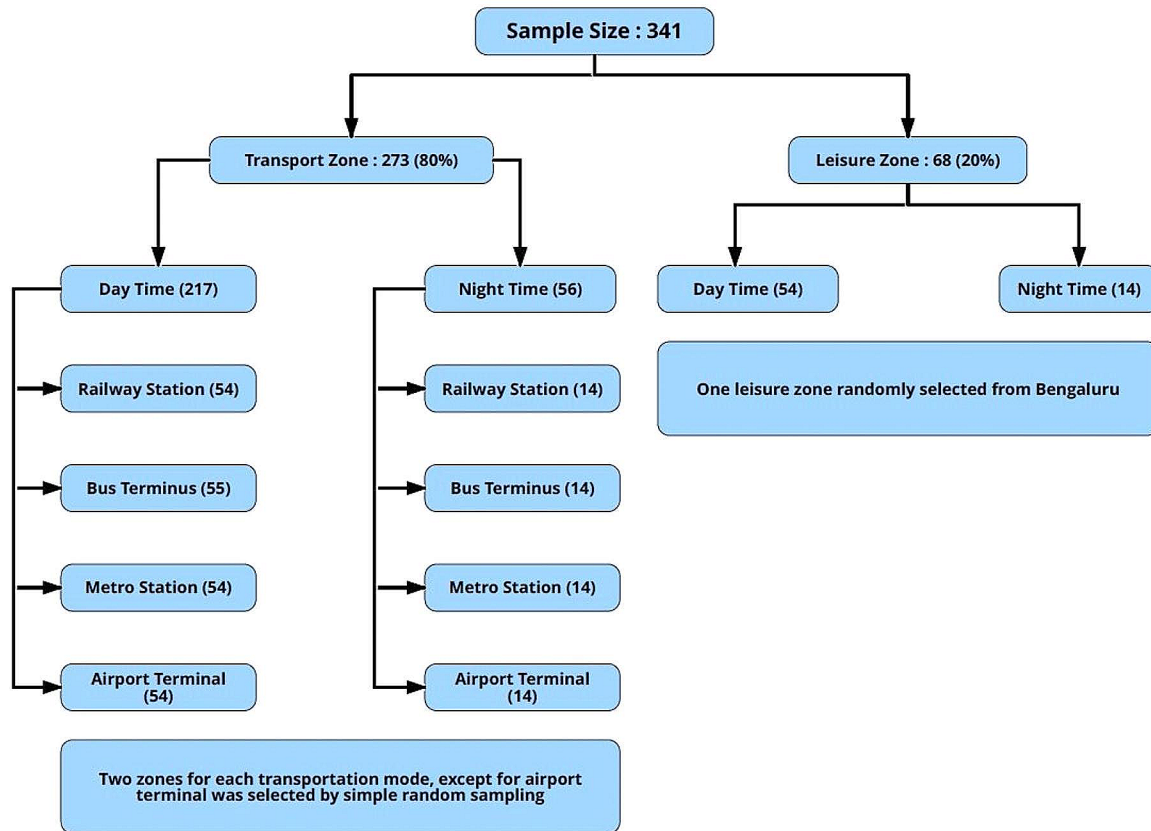 Sample Size : 341
Transport Zone : 273 (80%)
Leisure Zone : 68 (20%)
Day Time (217)
Night Time (56)
Day Time (54)
Night Time (14)
Railway Station (54)
Railway Station (14)
One leisure zone randomly selected from Bengaluru
Bus Terminus (55)
Bus Terminus (14)
Metro Station (54)
Metro Station (14)
Airport Terminal
(54)
Airport Terminal
(14)
Two zones for each transportation mode, except for airport
terminal was selected by simple random sampling